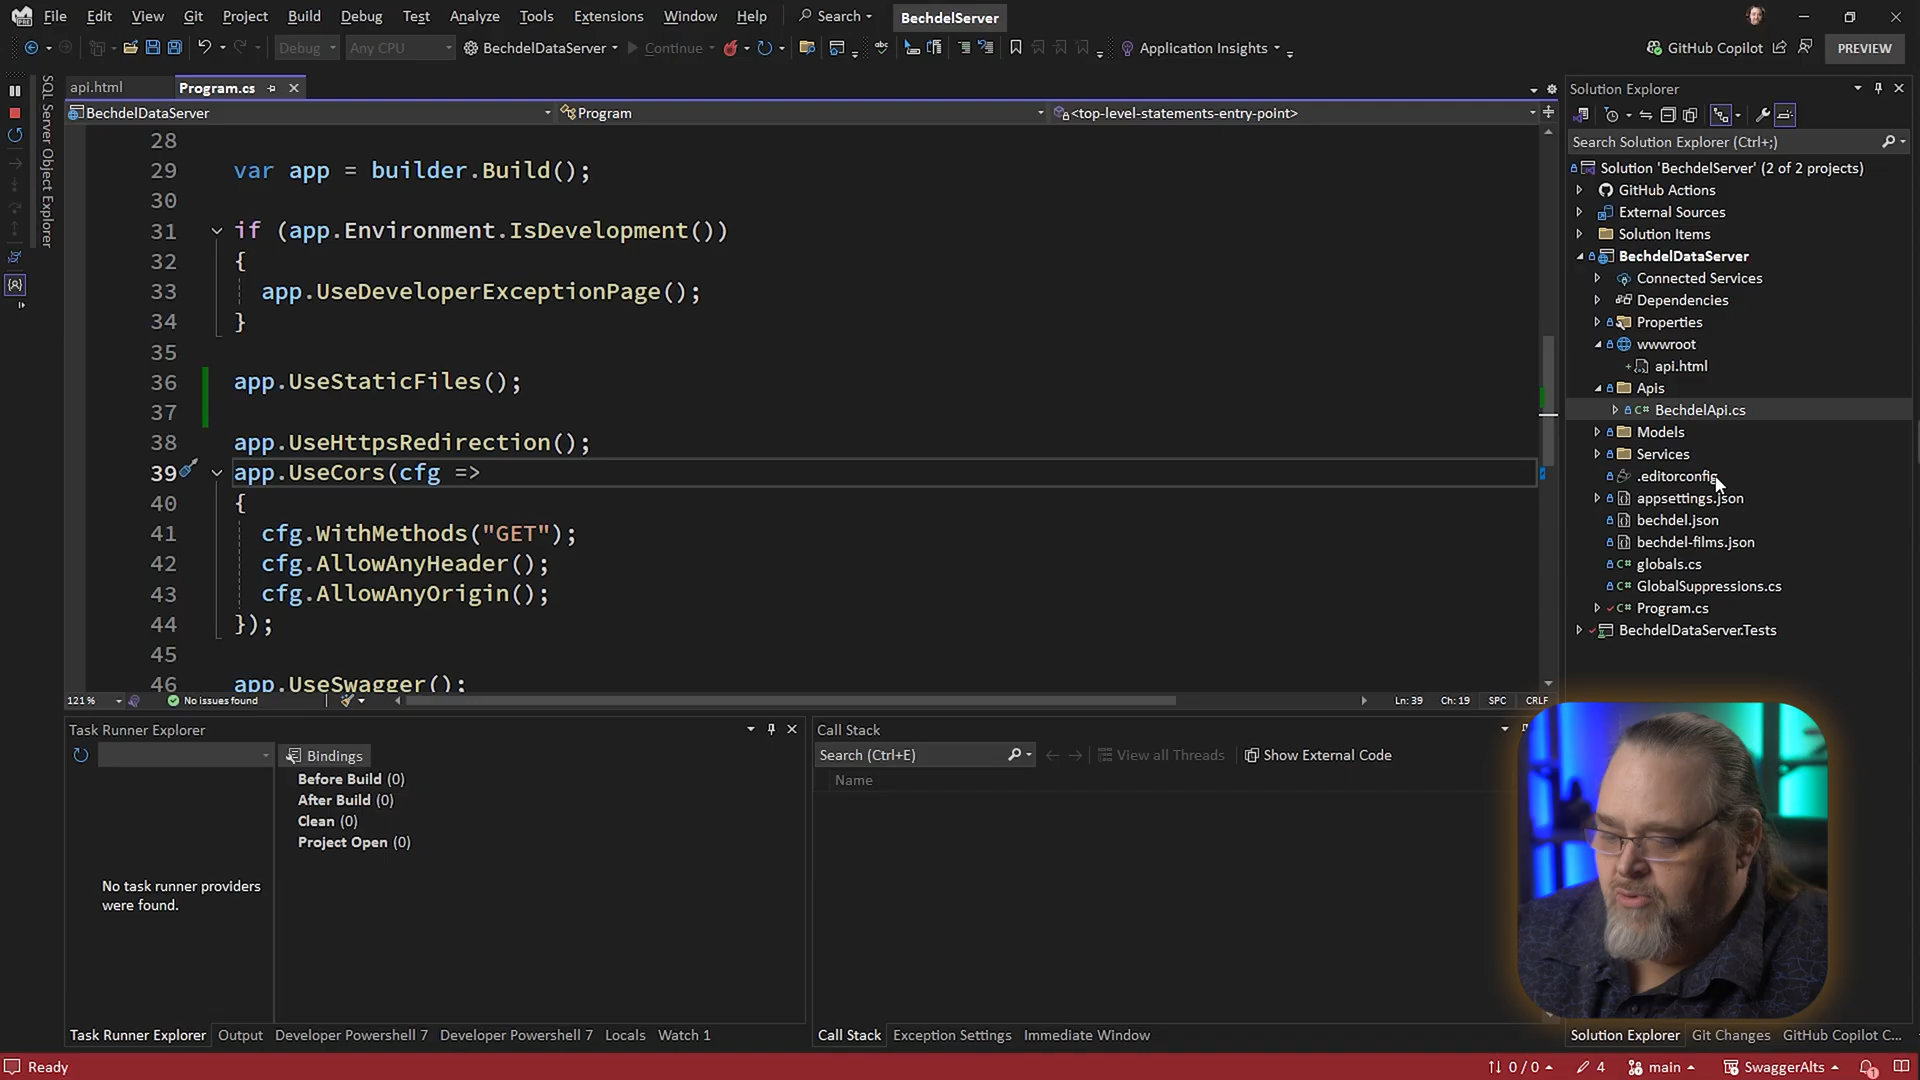 File Edit View Git Project Build Debug Test Analyze Tools Extensions Window Help Search BechdelServer
Debug Any CPU BechdelDataServer Continue Application Insights GitHub Copilot PREVIEW
SQL Server Object Explorer
api.html Program.cs
BechdelDataServer Program <top-level-statements-entry-point>
28
29 var app = builder.Build();
30
31 if (app.Environment.IsDevelopment())
32 {
33 app.UseDeveloperExceptionPage();
34 }
35
36 app.UseStaticFiles();
37
38 app.UseHttpsRedirection();
39 app.UseCors(cfg =>
40 {
41 cfg.WithMethods("GET");
42 cfg.AllowAnyHeader();
43 cfg.AllowAnyOrigin();
44 });
45
46 app.UseSwagger();
121 % No issues found Ln: 39 Ch: 19 SPC CRLF
Solution Explorer
Search Solution Explorer (Ctrl+;)
Solution 'BechdelServer' (2 of 2 projects)
GitHub Actions
External Sources
Solution Items
BechdelDataServer
Connected Services
Dependencies
Properties
wwwroot
api.html
Apis
C# BechdelApi.cs
Models
Services
.editorconfig
appsettings.json
bechdel.json
bechdel-films.json
C# globals.cs
C# GlobalSuppressions.cs
C# Program.cs
BechdelDataServer.Tests
Task Runner Explorer
Bindings
Before Build (0)
After Build (0)
Clean (0)
Project Open (0)
No task runner providers
were found.
Call Stack
Search (Ctrl+E) View all Threads Show External Code
Name
Task Runner Explorer Output Developer Powershell 7 Developer Powershell 7 Locals Watch 1
Call Stack Exception Settings Immediate Window
Solution Explorer Git Changes GitHub Copilot C...
Ready 0 / 0 4 main SwaggerAlts 1